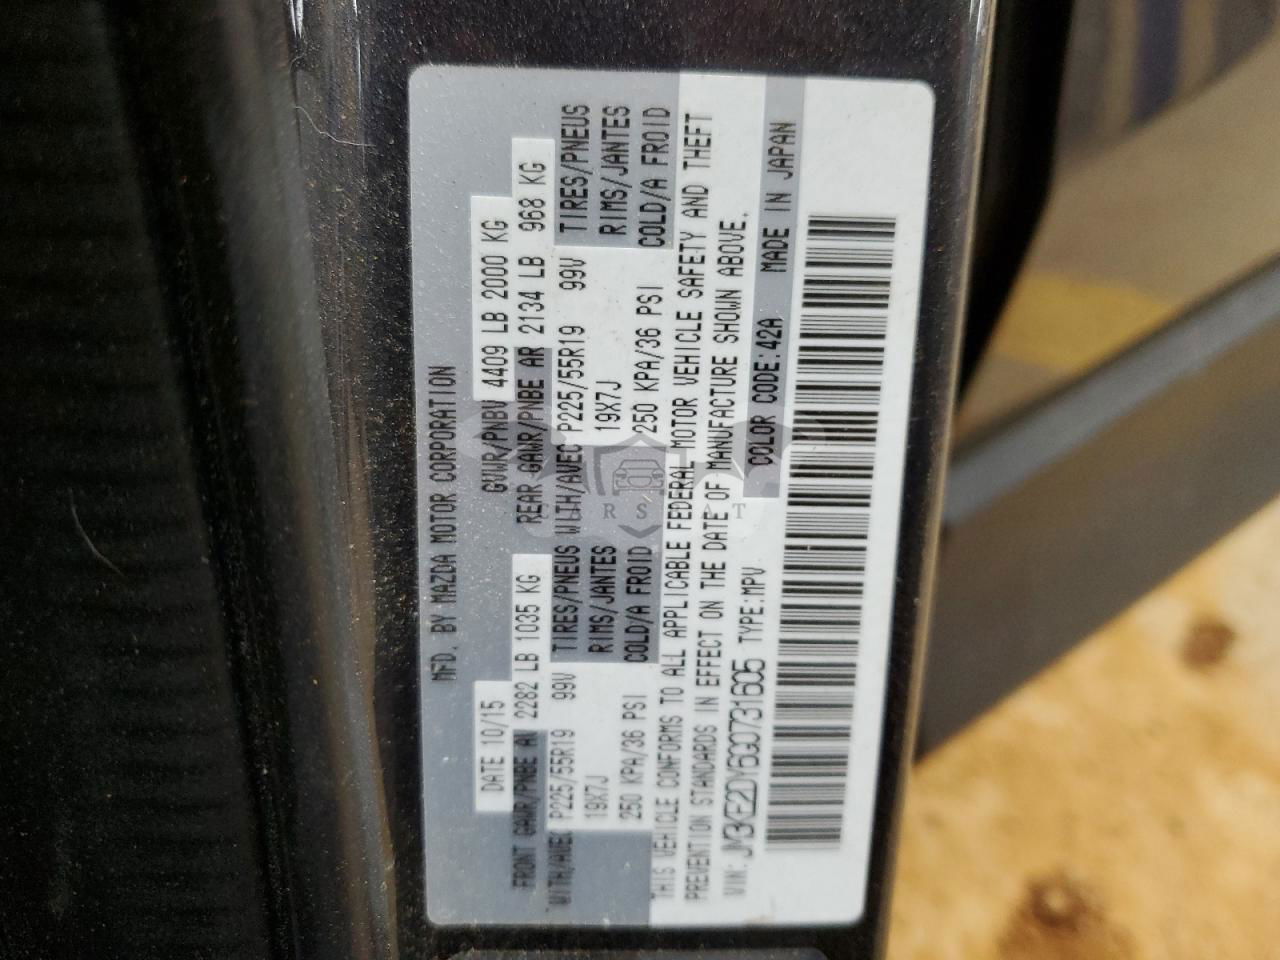 MFD. BY MAZDA MOTOR CORPORATION
DATE 10/15 GVWR/PNBV 4409 LB 2000 KG
FRONT GAWR/PNBE AV 2282 LB 1035 KG REAR GAWR/PNBE AR 2134 LB 968 KG
WITH/AVEC P225/55R19 99V TIRES/PNEUS WITH/AVEC P225/55R19 99V TIRES/PNEUS
19X7J RIMS/JANTES 19X7J RIMS/JANTES
250 KPA/36 PSI COLD/A FROID 250 KPA/36 PSI COLD/A FROID
THIS VEHICLE CONFORMS TO ALL APPLICABLE FEDERAL MOTOR VEHICLE SAFETY AND THEFT
PREVENTION STANDARDS IN EFFECT ON THE DATE OF MANUFACTURE SHOWN ABOVE.
VIN: JM3KE2DY6G0731605 TYPE:MPV COLOR CODE:42A MADE IN JAPAN